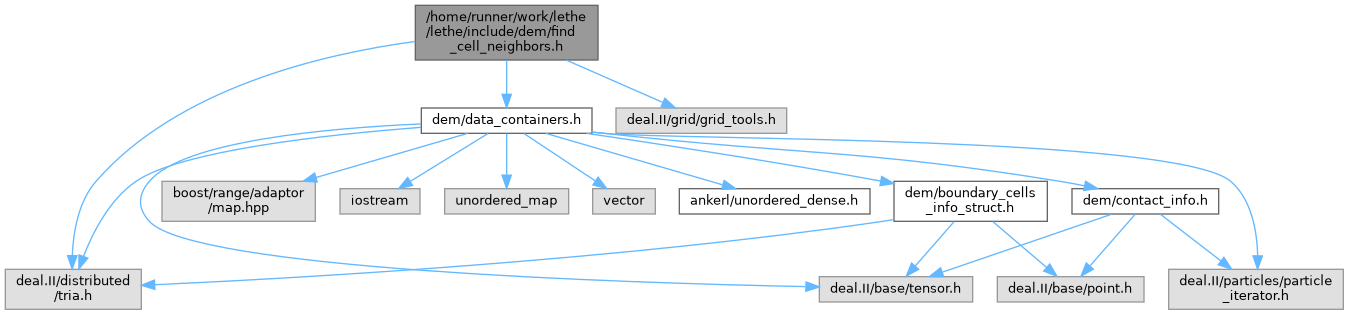 /home/runner/work/lethe
/lethe/include/dem/find
_cell_neighbors.h
dem/data_containers.h
deal.II/grid/grid_tools.h
boost/range/adaptor
/map.hpp
iostream
unordered_map
vector
ankerl/unordered_dense.h
dem/boundary_cells
_info_struct.h
dem/contact_info.h
deal.II/distributed
/tria.h
deal.II/base/tensor.h
deal.II/base/point.h
deal.II/particles/particle
_iterator.h